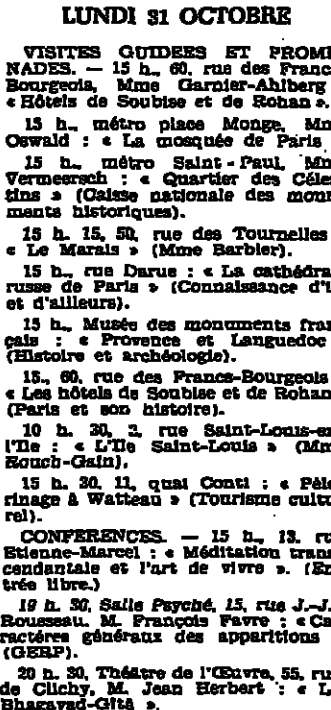 LUNDI 31 OCTOBRE
VISITES GUIDEES ET PROMI
NADES. — 15 h., 60, rue des Franc
Bourgeois, Mme Garnier-Ahlberg
« Hôtels de Soubise et de Rohan ».
15 h., métro place Monge, Mn
Oswald : « La mosquée de Paris
15 h., métro Saint-Paul, Mn
Vermeersch : « Quartier des Céles
tins » (Caisse nationale des monu
ments historiques).
15 h. 15, 50, rue des Tournelles
« Le Marais » (Mme Barbier).
15 h., rue Daru : « La cathédra
russe de Paris » (Connaissance d'i
et d'ailleurs).
15 h., Musée des monuments fran
çais : « Provence et Languedoc
(Histoire et archéologie).
15., 60, rue des Francs-Bourgeois
« Les hôtels de Soubise et de Rohan
(Paris et son histoire).
10 h. 30, 2, rue Saint-Louis-en
l'Ile : « L'Ile Saint-Louis » (Mm
Rouch-Gain).
15 h. 30, 11, quai Conti : « Pèle
rinage à Watteau » (Tourisme cultu
rel).
CONFERENCES. — 15 h., 13, ru
Etienne-Marcel : « Méditation trans
cendantale et l'art de vivre ». (En
trée libre.)
19 h. 30, Salle Psyché, 15, rue J.-J.
Rousseau, M. François Favre : « Ca
ractères généraux des apparitions
(GERP).
20 h. 30, Théâtre de l'Œuvre, 55, ru
de Clichy, M. Jean Herbert : « L
Bhagavad-Gîtâ ».